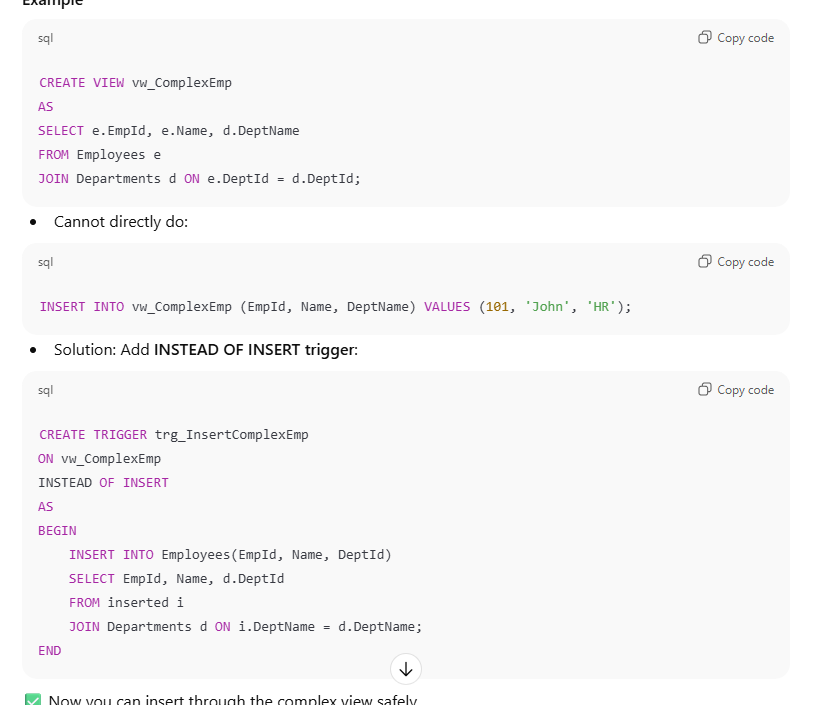 Example
sql
Copy code
CREATE VIEW vw_ComplexEmp
AS
SELECT e.EmpId, e.Name, d.DeptName
FROM Employees e
JOIN Departments d ON e.DeptId = d.DeptId;
• Cannot directly do:
sql
Copy code
INSERT INTO vw_ComplexEmp (EmpId, Name, DeptName) VALUES (101, 'John', 'HR');
• Solution: Add INSTEAD OF INSERT trigger:
sql
Copy code
CREATE TRIGGER trg_InsertComplexEmp
ON vw_ComplexEmp
INSTEAD OF INSERT
AS
BEGIN
    INSERT INTO Employees(EmpId, Name, DeptId)
    SELECT EmpId, Name, d.DeptId
    FROM inserted i
    JOIN Departments d ON i.DeptName = d.DeptName;
END
✅ Now you can insert through the complex view safely